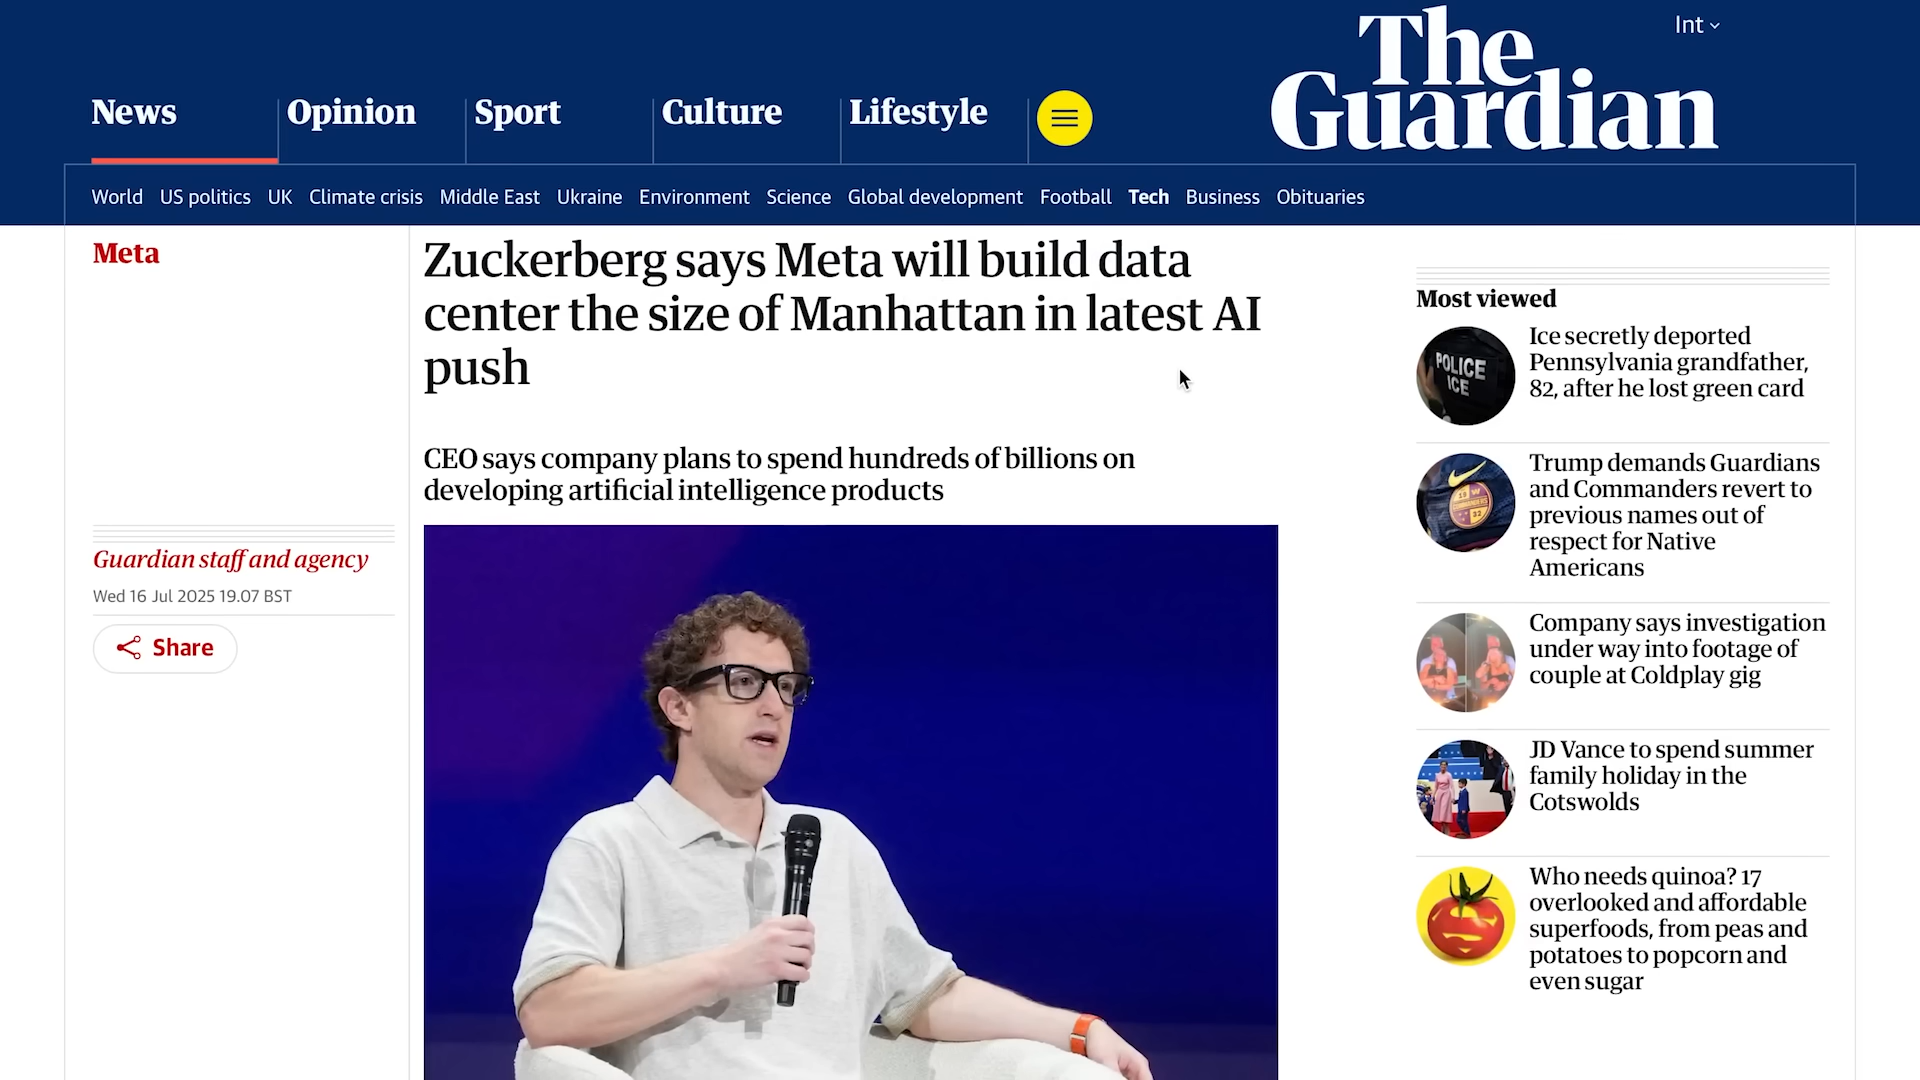 Int
The
Guardian
News
Opinion
Sport
Culture
Lifestyle
World
US politics
UK
Climate crisis
Middle East
Ukraine
Environment
Science
Global development
Football
Tech
Business
Obituaries
Meta
Zuckerberg says Meta will build data
center the size of Manhattan in latest AI
push
CEO says company plans to spend hundreds of billions on
developing artificial intelligence products
Guardian staff and agency
Wed 16 Jul 2025 19.07 BST
Share
Most viewed
POLICE
ICE
Ice secretly deported
Pennsylvania grandfather,
82, after he lost green card
Trump demands Guardians
and Commanders revert to
previous names out of
respect for Native
Americans
Company says investigation
under way into footage of
couple at Coldplay gig
JD Vance to spend summer
family holiday in the
Cotswolds
Who needs quinoa? 17
overlooked and affordable
superfoods, from peas and
potatoes to popcorn and
even sugar